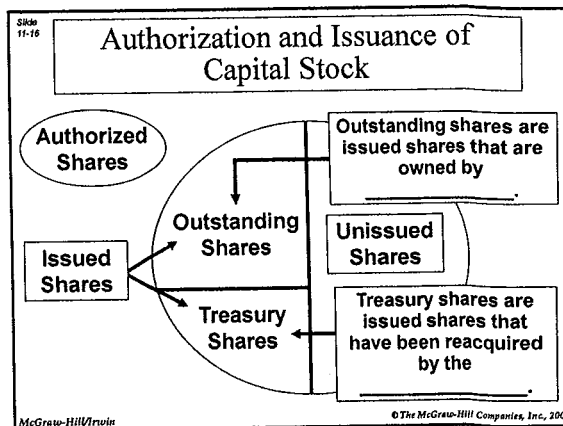 Slide
11-16
Authorization and Issuance of
Capital Stock
Authorized
Shares
Outstanding shares are
issued shares that are
owned by
____________.
Outstanding
Shares
Unissued
Shares
Issued
Shares
Treasury
Shares
Treasury shares are
issued shares that
have been reacquired
by the
____________.
McGraw-Hill/Irwin
© The McGraw-Hill Companies, Inc., 200